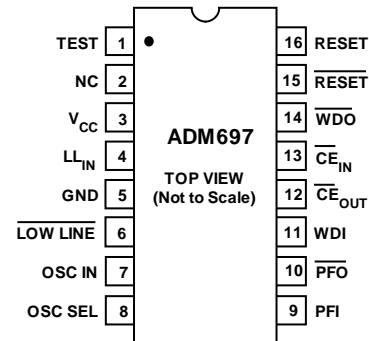 TEST 1 16 RESET
NC 2 15 RESET
VCC 3 14 WDO
ADM697
LLIN 4 13 CEIN
TOP VIEW
GND 5 12 CEOUT
(Not to Scale)
LOW LINE 6 11 WDI
OSC IN 7 10 PFO
OSC SEL 8 9 PFI